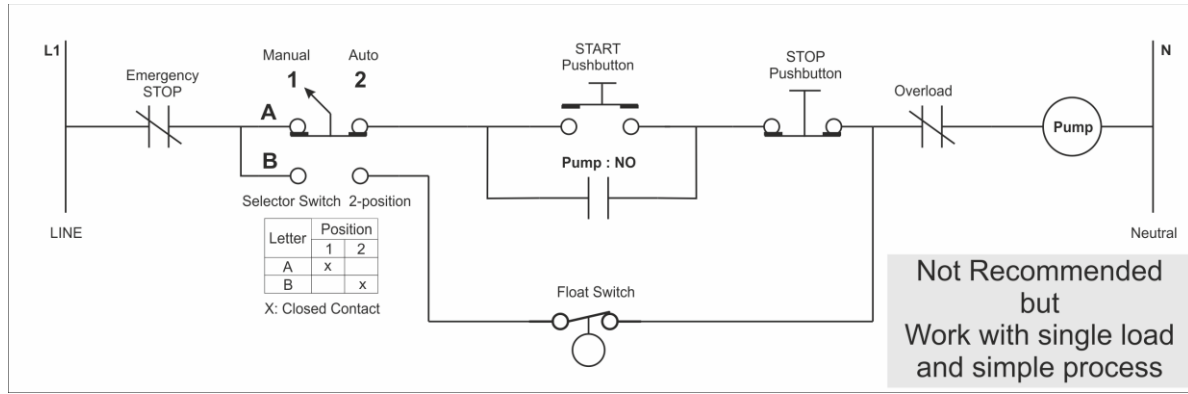 L1
Emergency
STOP
Manual
1
Auto
2
A
B
START
Pushbutton
STOP
Pushbutton
Overload
N
Pump
Pump : NO
Selector Switch 2-position
Letter
Position
1 2
A x
B x
X: Closed Contact
LINE
Float Switch
Neutral
Not Recommended
but
Work with single load
and simple process